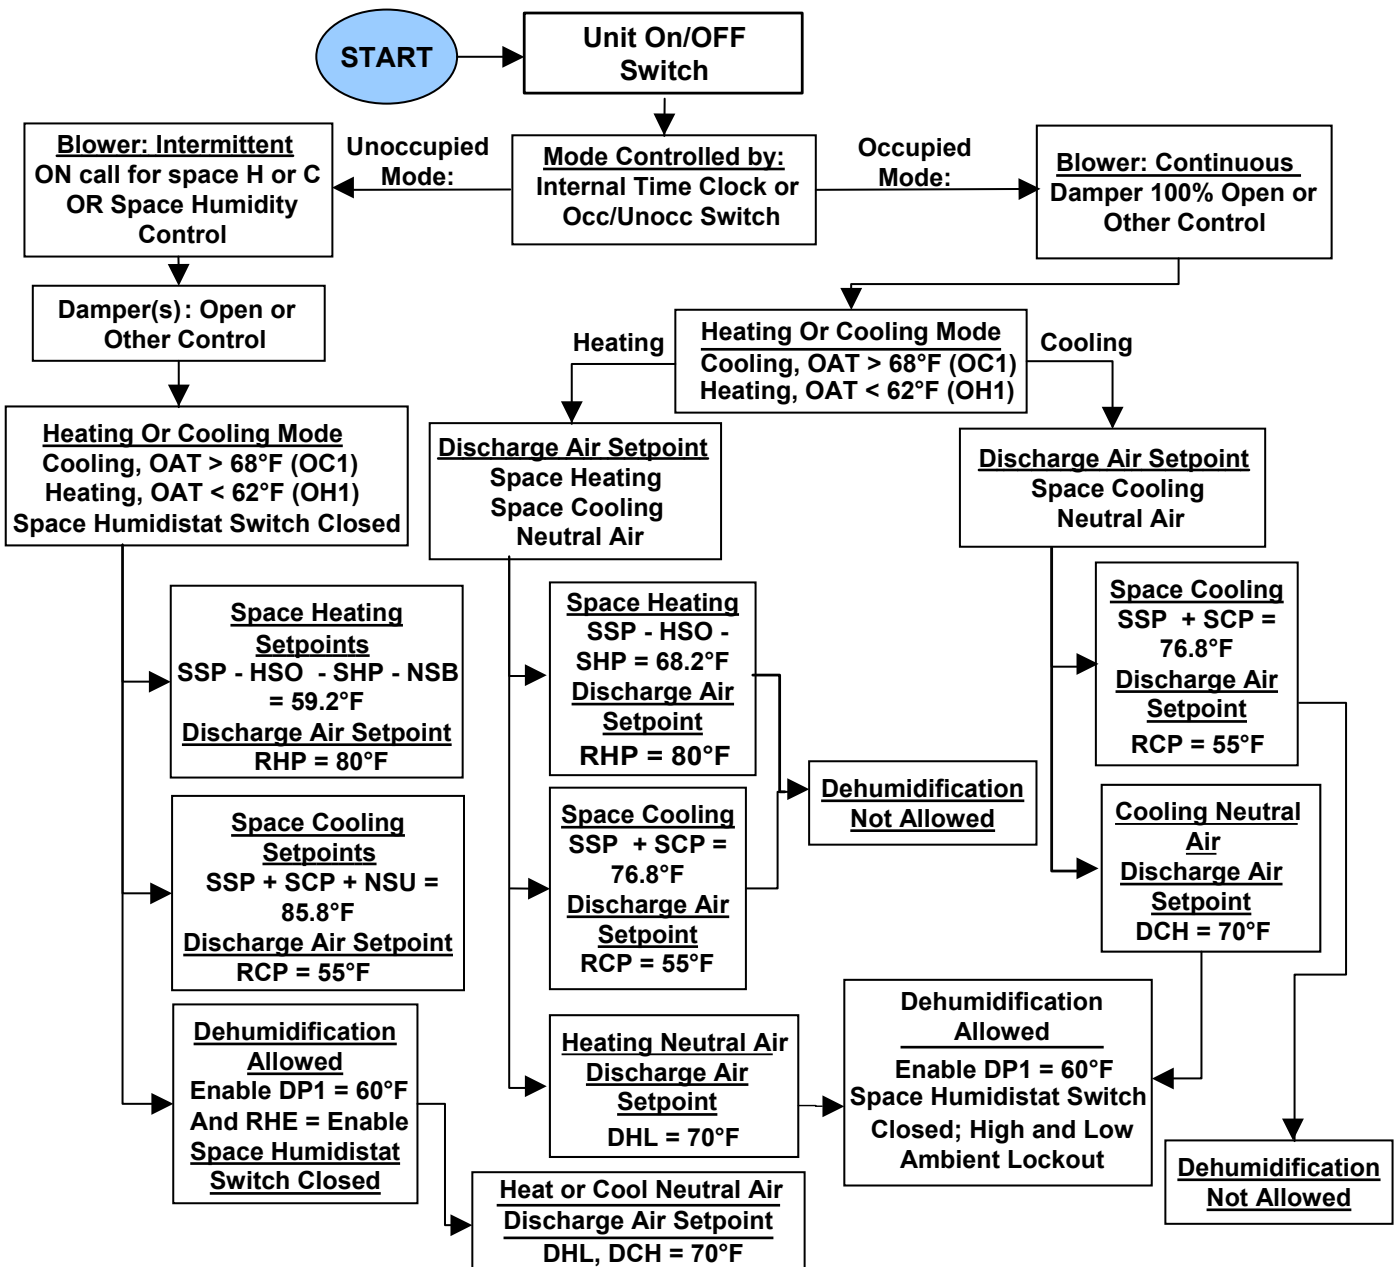 START
Unit On/OFF
Switch
Blower: Intermittent
ON call for space H or C
OR Space Humidity
Control
Unoccupied
Mode:
Mode Controlled by:
Internal Time Clock or
Occ/Unocc Switch
Occupied
Mode:
Blower: Continuous
Damper 100% Open or
Other Control
Damper(s): Open or
Other Control
Heating
Heating Or Cooling Mode
Cooling, OAT > 68°F (OC1)
Heating, OAT < 62°F (OH1)
Cooling
Heating Or Cooling Mode
Cooling, OAT > 68°F (OC1)
Heating, OAT < 62°F (OH1)
Space Humidistat Switch Closed
Discharge Air Setpoint
Space Heating
Space Cooling
Neutral Air
Discharge Air Setpoint
Space Cooling
Neutral Air
Space Heating
Setpoints
SSP - HSO - SHP - NSB
= 59.2°F
Discharge Air Setpoint
RHP = 80°F
Space Heating
SSP - HSO -
SHP = 68.2°F
Discharge Air
Setpoint
RHP = 80°F
Space Cooling
SSP + SCP =
76.8°F
Discharge Air
Setpoint
RCP = 55°F
Dehumidification
Not Allowed
Space Cooling
Setpoints
SSP + SCP + NSU =
85.8°F
Discharge Air Setpoint
RCP = 55°F
Space Cooling
SSP + SCP =
76.8°F
Discharge Air
Setpoint
RCP = 55°F
Cooling Neutral
Air
Discharge Air
Setpoint
DCH = 70°F
Dehumidification
Allowed
Enable DP1 = 60°F
And RHE = Enable
Space Humidistat
Switch Closed
Heating Neutral Air
Discharge Air
Setpoint
DHL = 70°F
Dehumidification
Allowed
Enable DP1 = 60°F
Space Humidistat Switch
Closed; High and Low
Ambient Lockout
Dehumidification
Not Allowed
Heat or Cool Neutral Air
Discharge Air Setpoint
DHL, DCH = 70°F